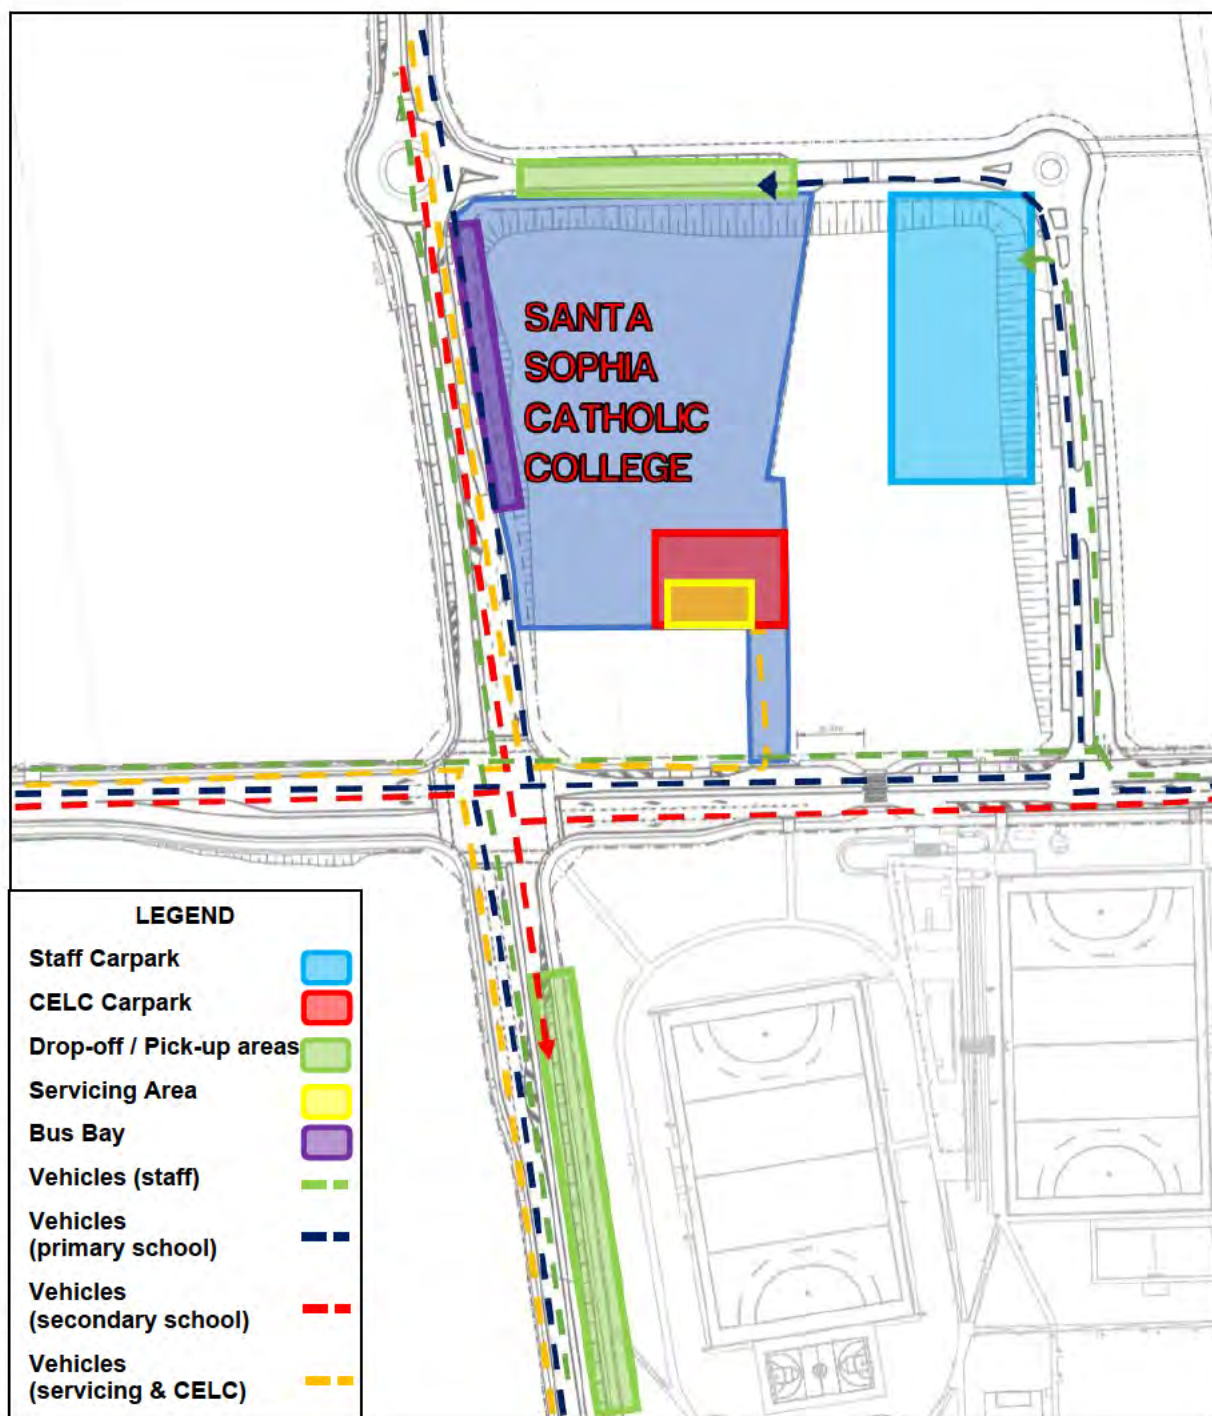 SANTA
SOPHIA
CATHOLIC
COLLEGE
LEGEND
Staff Carpark
CELC Carpark
Drop-off / Pick-up areas
Servicing Area
Bus Bay
Vehicles (staff)
Vehicles
(primary school)
Vehicles
(secondary school)
Vehicles
(servicing & CELC)